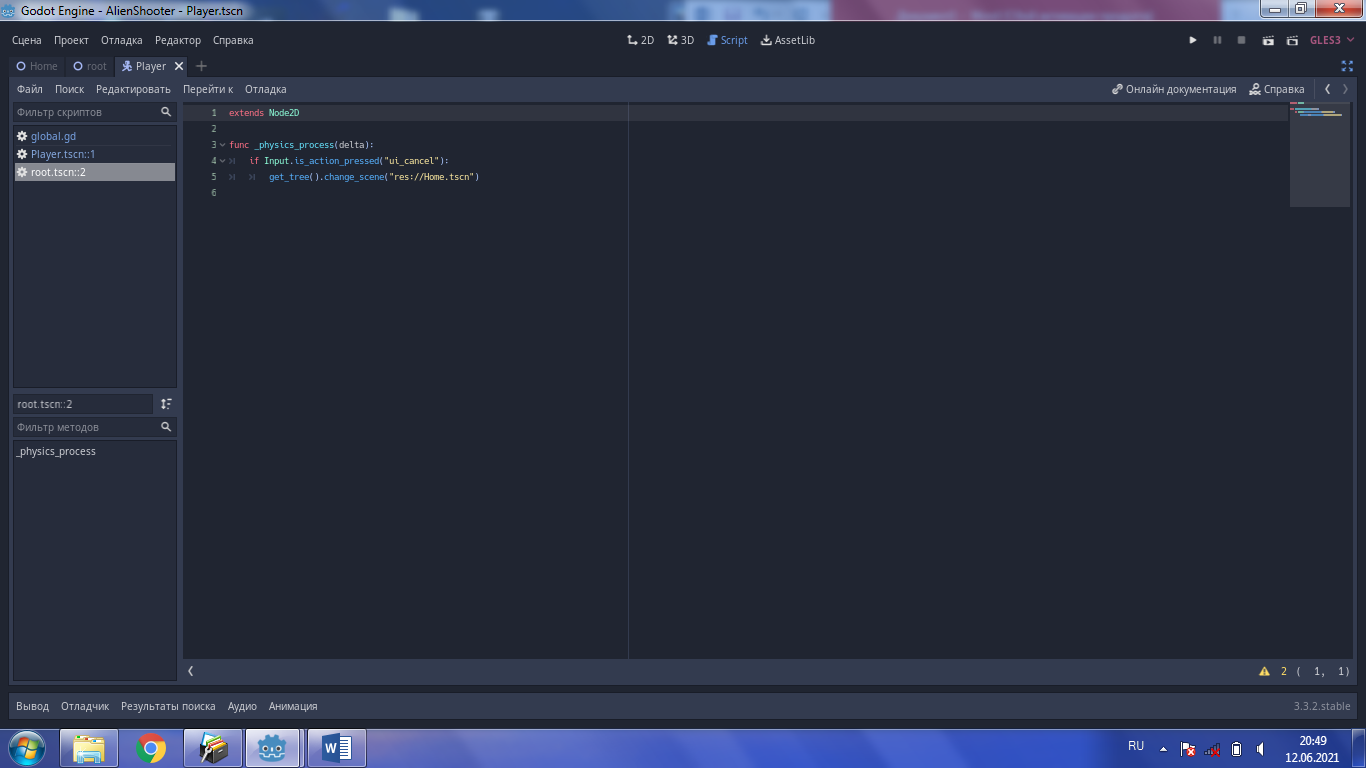 Godot Engine - AlienShooter - Player.tscn
Сцена Проект Отладка Редактор Справка
2D 3D Script AssetLib
GLES3
Home root Player
Файл Поиск Редактировать Перейти к Отладка
Онлайн документация Справка
Фильтр скриптов
global.gd
Player.tscn::1
root.tscn::2
root.tscn::2
Фильтр методов
_physics_process
1 extends Node2D
2
3 func _physics_process(delta):
4 if Input.is_action_pressed("ui_cancel"):
5 get_tree().change_scene("res://Home.tscn")
6
2 ( 1, 1)
Вывод Отладчик Результаты поиска Аудио Анимация
3.3.2.stable
RU
20:49
12.06.2021